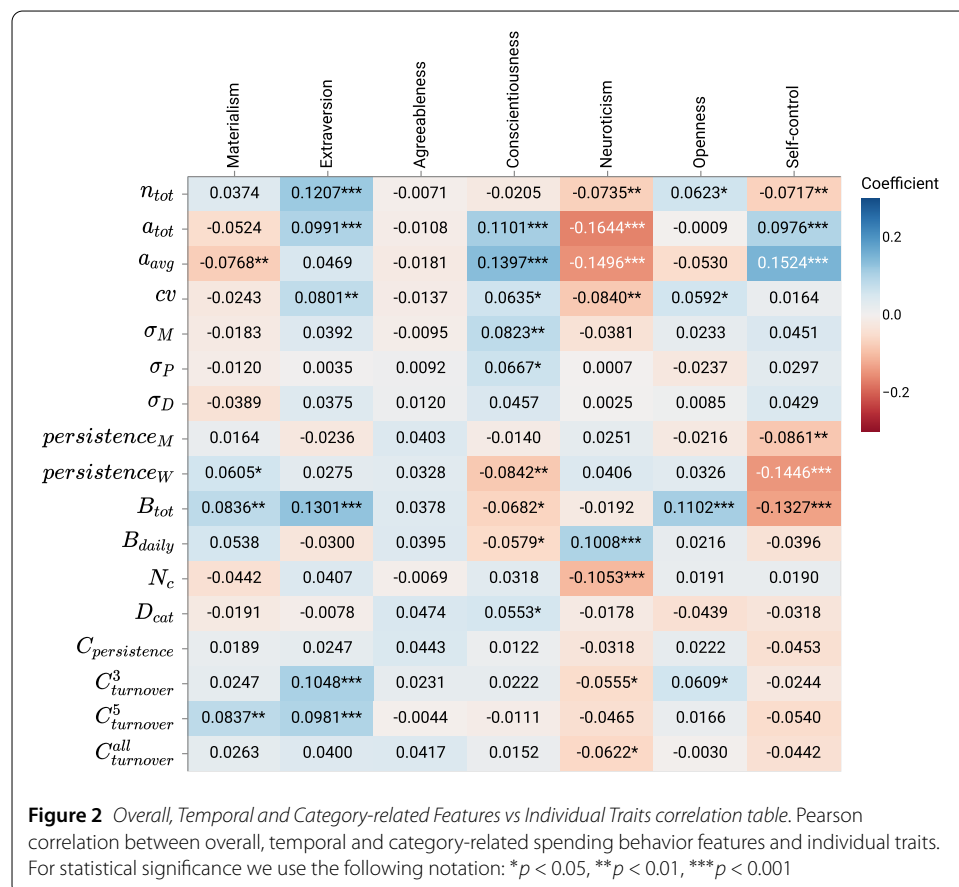 Materialism Extraversion Agreeableness Conscientiousness Neuroticism Openness Self-control
n_tot 0.0374 0.1207*** -0.0071 -0.0205 -0.0735** 0.0623* -0.0717**
a_tot -0.0524 0.0991*** -0.0108 0.1101*** -0.1644*** -0.0009 0.0976***
a_avg -0.0768** 0.0469 -0.0181 0.1397*** -0.1496*** -0.0530 0.1524***
cv -0.0243 0.0801** -0.0137 0.0635* -0.0840** 0.0592* 0.0164
σ_M -0.0183 0.0392 -0.0095 0.0823** -0.0381 0.0233 0.0451
σ_P -0.0120 0.0035 0.0092 0.0667* 0.0007 -0.0237 0.0297
σ_D -0.0389 0.0375 0.0120 0.0457 0.0025 0.0085 0.0429
persistence_M 0.0164 -0.0236 0.0403 -0.0140 0.0251 -0.0216 -0.0861**
persistence_W 0.0605* 0.0275 0.0328 -0.0842** 0.0406 0.0326 -0.1446***
B_tot 0.0836** 0.1301*** 0.0378 -0.0682* -0.0192 0.1102*** -0.1327***
B_daily 0.0538 -0.0300 0.0395 -0.0579* 0.1008*** 0.0216 -0.0396
N_c -0.0442 0.0407 -0.0069 0.0318 -0.1053*** 0.0191 0.0190
D_cat -0.0191 -0.0078 0.0474 0.0553* -0.0178 -0.0439 -0.0318
C_persistence 0.0189 0.0247 0.0443 0.0122 -0.0318 0.0222 -0.0453
C^3_turnover 0.0247 0.1048*** 0.0231 0.0222 -0.0555* 0.0609* -0.0244
C^5_turnover 0.0837** 0.0981*** -0.0044 -0.0111 -0.0465 0.0166 -0.0540
C^all_turnover 0.0263 0.0400 0.0417 0.0152 -0.0622* -0.0030 -0.0442
Coefficient
0.2
0.0
−0.2
Figure 2 Overall, Temporal and Category-related Features vs Individual Traits correlation table. Pearson
correlation between overall, temporal and category-related spending behavior features and individual traits.
For statistical significance we use the following notation: *p < 0.05, **p < 0.01, ***p < 0.001